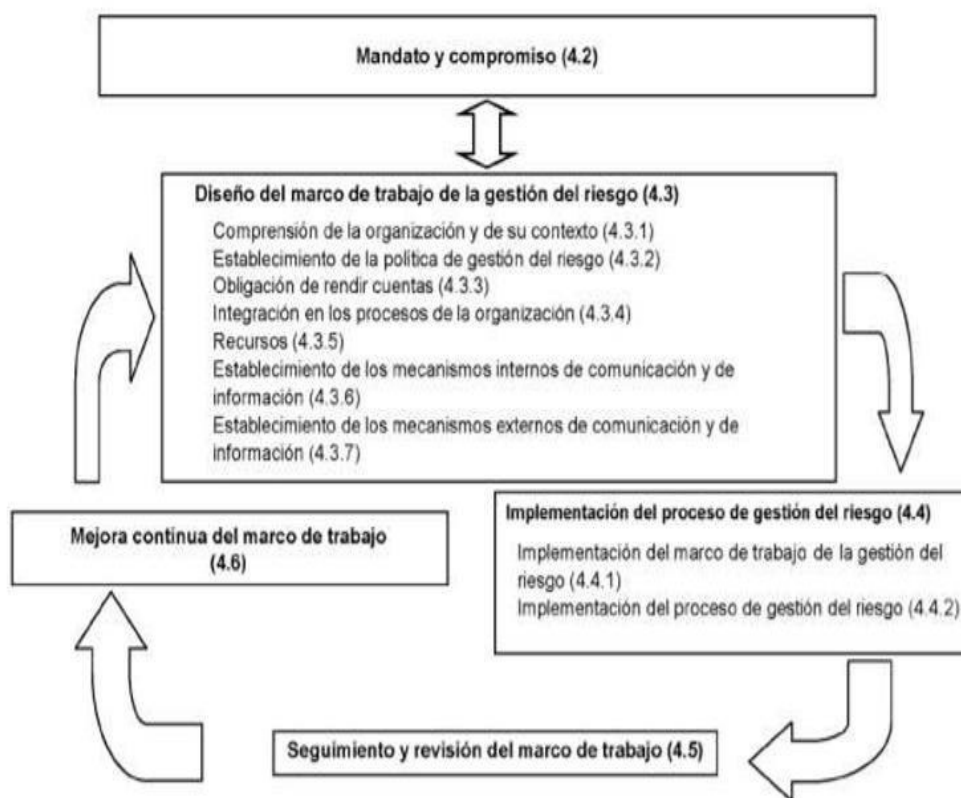 Mandato y compromiso (4.2)
Diseño del marco de trabajo de la gestión del riesgo (4.3)
Comprensión de la organización y de su contexto (4.3.1)
Establecimiento de la política de gestión del riesgo (4.3.2)
Obligación de rendir cuentas (4.3.3)
Integración en los procesos de la organización (4.3.4)
Recursos (4.3.5)
Establecimiento de los mecanismos internos de comunicación y de
información (4.3.6)
Establecimiento de los mecanismos externos de comunicación y de
información (4.3.7)
Implementación del proceso de gestión del riesgo (4.4)
Implementación del marco de trabajo de la gestión del
riesgo (4.4.1)
Implementación del proceso de gestión del riesgo (4.4.2)
Mejora continua del marco de trabajo
(4.6)
Seguimiento y revisión del marco de trabajo (4.5)